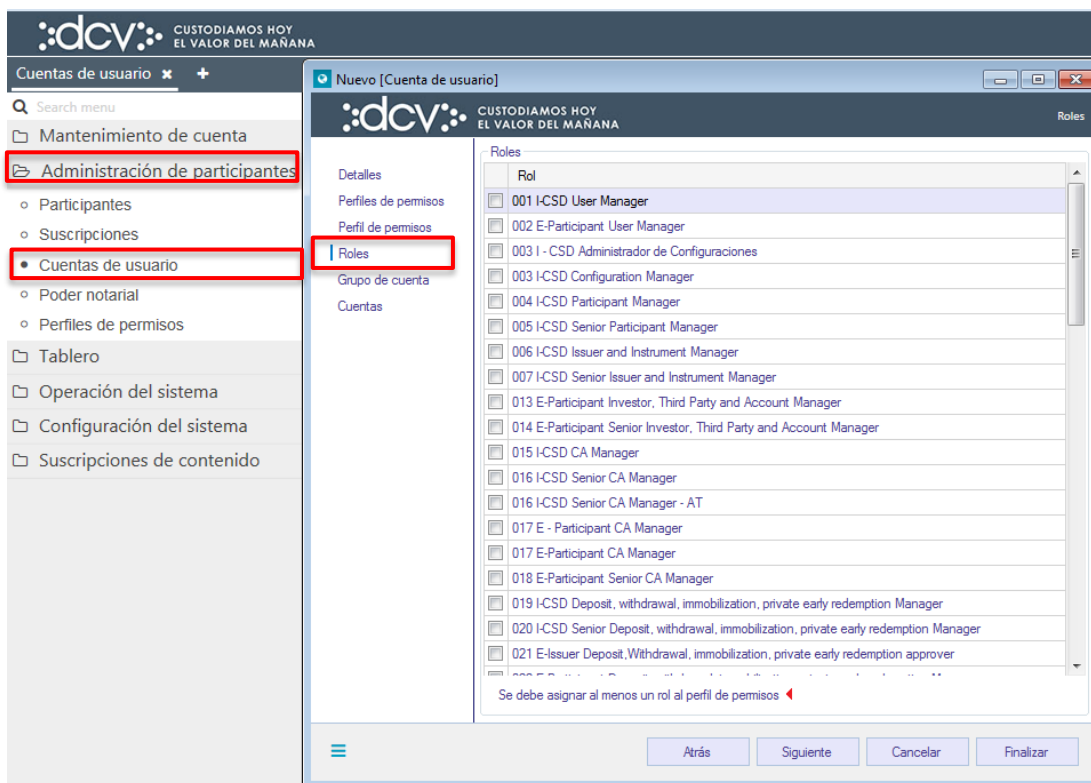 dcv CUSTODIAMOS HOY
EL VALOR DEL MAÑANA
Cuentas de usuario × +
Search menu
Mantenimiento de cuenta
Administración de participantes
Participantes
Suscripciones
Cuentas de usuario
Poder notarial
Perfiles de permisos
Tablero
Operación del sistema
Configuración del sistema
Suscripciones de contenido
Nuevo [Cuenta de usuario]
dcv CUSTODIAMOS HOY
EL VALOR DEL MAÑANA
Roles
Detalles
Perfiles de permisos
Perfil de permisos
Roles
Grupo de cuenta
Cuentas
Roles
Rol
001 I-CSD User Manager
002 E-Participant User Manager
003 I - CSD Administrador de Configuraciones
003 I-CSD Configuration Manager
004 I-CSD Participant Manager
005 I-CSD Senior Participant Manager
006 I-CSD Issuer and Instrument Manager
007 I-CSD Senior Issuer and Instrument Manager
013 E-Participant Investor, Third Party and Account Manager
014 E-Participant Senior Investor, Third Party and Account Manager
015 I-CSD CA Manager
016 I-CSD Senior CA Manager
016 I-CSD Senior CA Manager - AT
017 E - Participant CA Manager
017 E-Participant CA Manager
018 E-Participant Senior CA Manager
019 I-CSD Deposit, withdrawal, immobilization, private early redemption Manager
020 I-CSD Senior Deposit, withdrawal, immobilization, private early redemption Manager
021 E-Issuer Deposit,Withdrawal, immobilization, private early redemption approver
Se debe asignar al menos un rol al perfil de permisos
Atrás
Siguiente
Cancelar
Finalizar